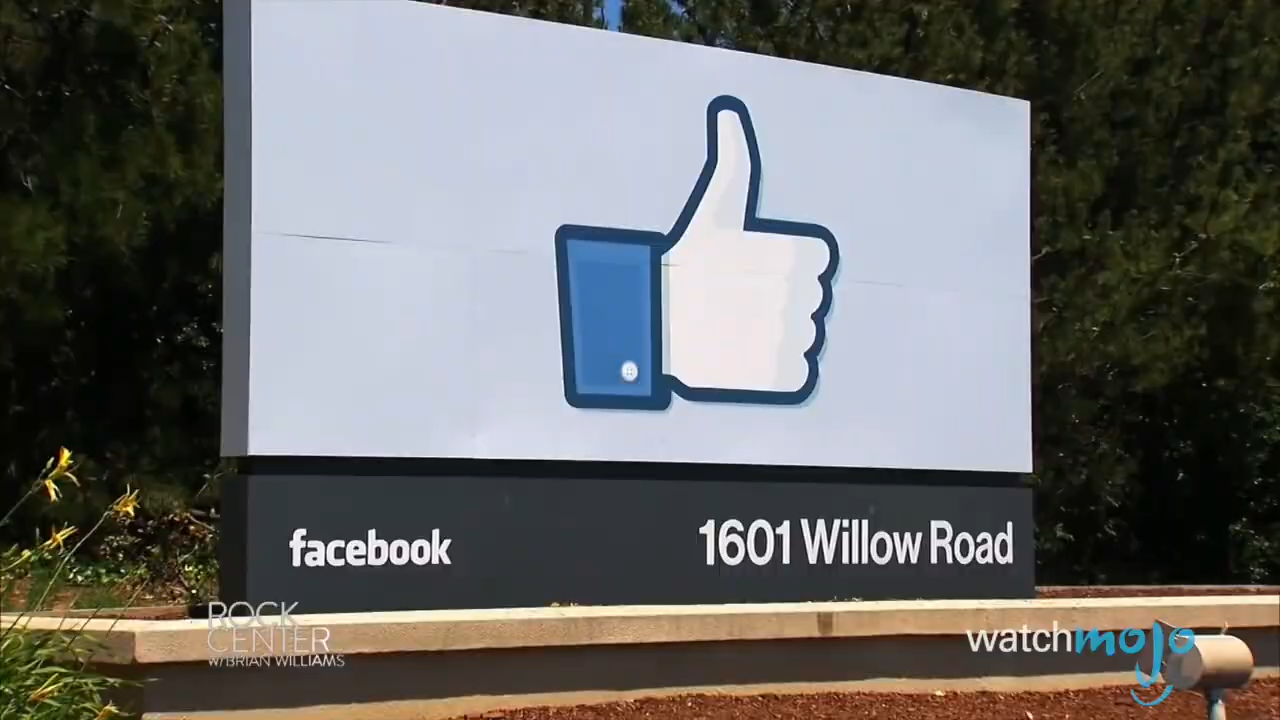 facebook
1601 Willow Road
ROCK
CENTER
W/BRIAN WILLIAMS
watchmojo